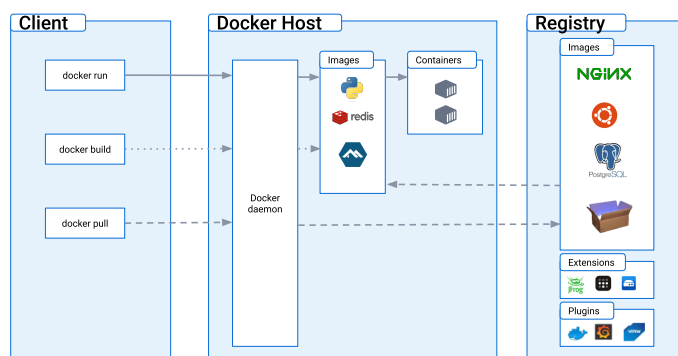 Client
Docker Host
Registry
docker run
docker build
docker pull
Docker
daemon
Images
redis
Containers
Images
NGINX
PostgreSQL
Extensions
jFrog
Plugins